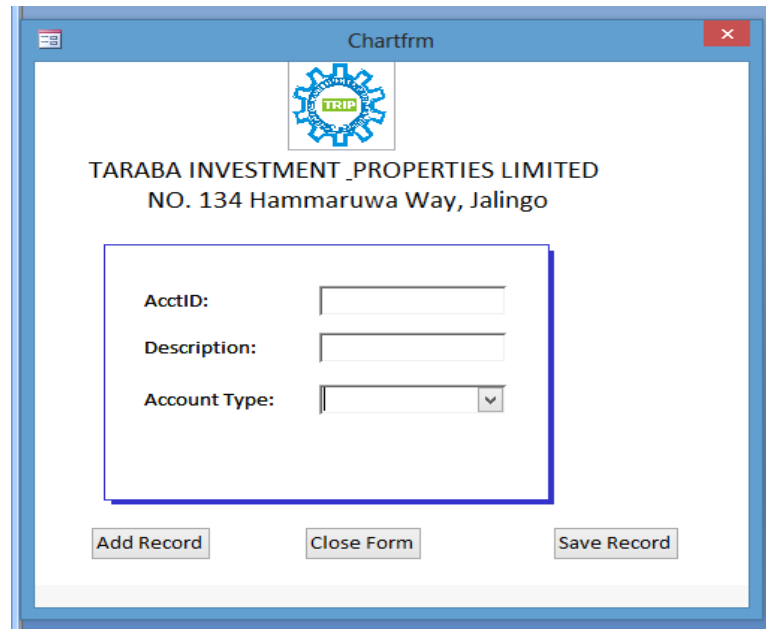 Chartfrm
TRIP
TARABA INVESTMENT _PROPERTIES LIMITED
NO. 134 Hammaruwa Way, Jalingo
AcctID:
Description:
Account Type:
Add Record Close Form Save Record